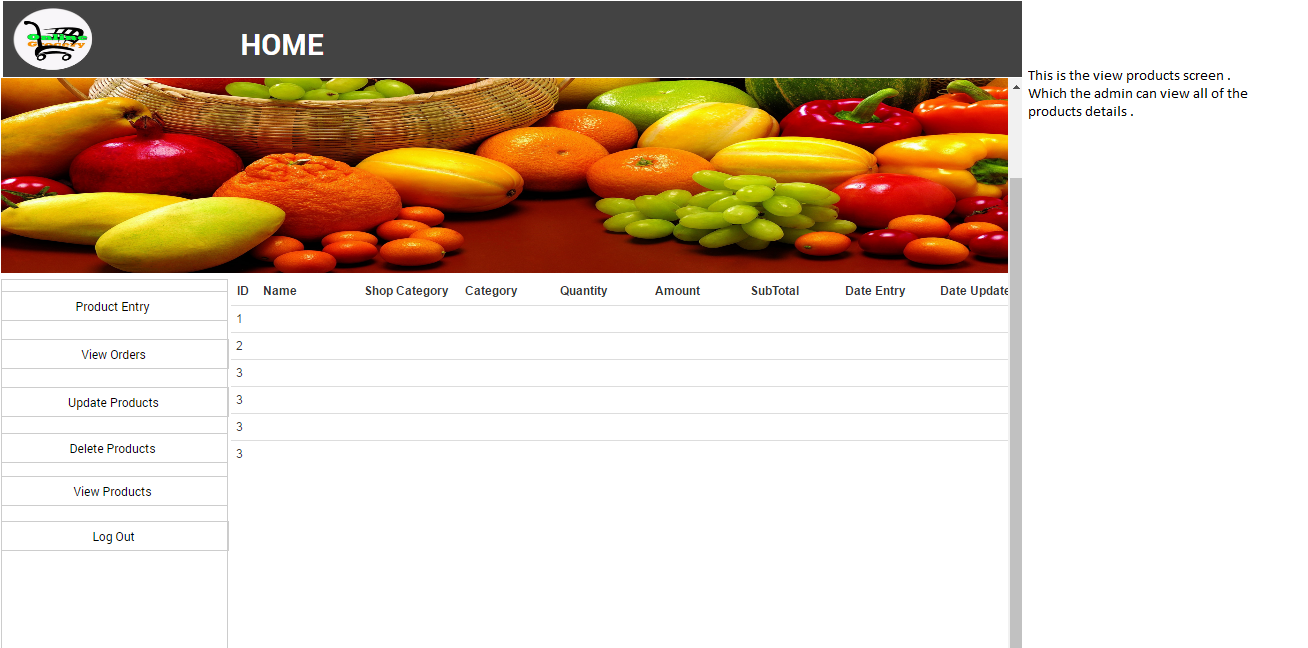 Online
Grocery
HOME
This is the view products screen .
Which the admin can view all of the
products details .
Product Entry
View Orders
Update Products
Delete Products
View Products
Log Out
ID Name Shop Category Category Quantity Amount SubTotal Date Entry Date Update
1
2
3
3
3
3